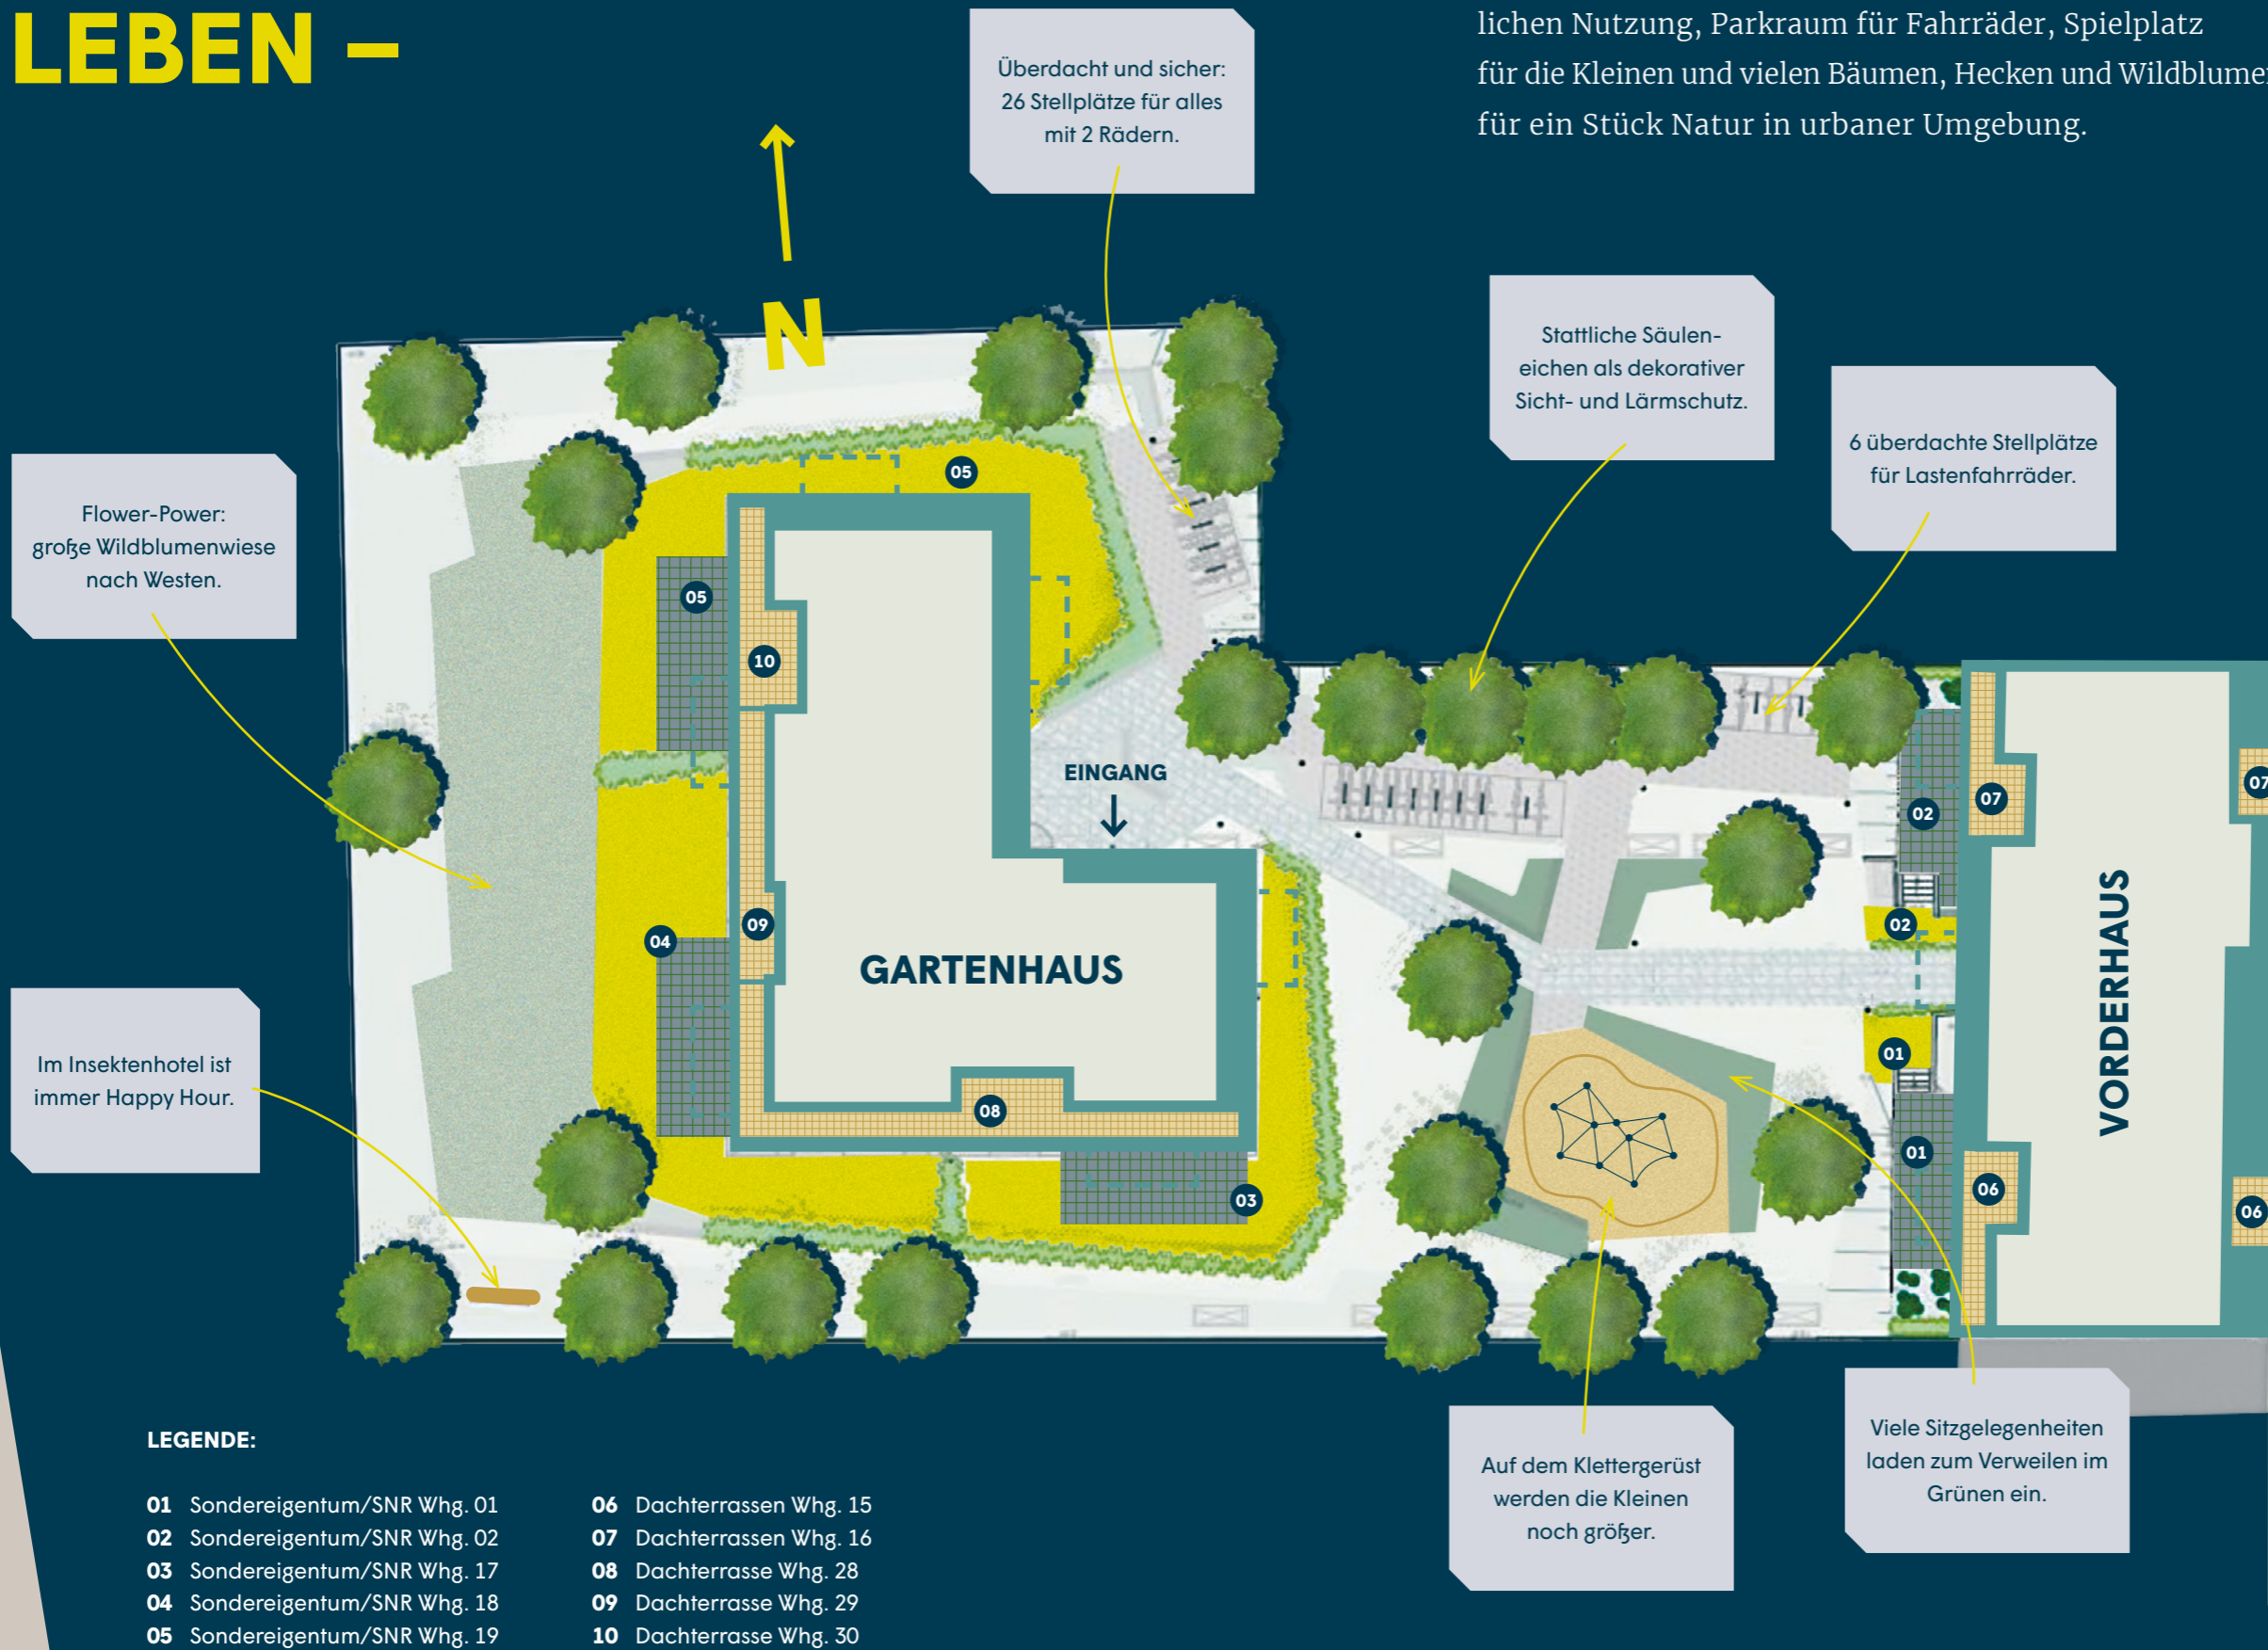 LEBEN –
lichen Nutzung, Parkraum für Fahrräder, Spielplatz
für die Kleinen und vielen Bäumen, Hecken und Wildblumen
für ein Stück Natur in urbaner Umgebung.
Überdacht und sicher:
26 Stellplätze für alles
mit 2 Rädern.
N
Stattliche Säulen-
eichen als dekorativer
Sicht- und Lärmschutz.
6 überdachte Stellplätze
für Lastenfahrräder.
Flower-Power:
große Wildblumenwiese
nach Westen.
05
05
10
EINGANG
07
07
02
02
09
04
GARTENHAUS
VORDERHAUS
01
Im Insektenhotel ist
immer Happy Hour.
08
01
03
06
06
Auf dem Klettergerüst
werden die Kleinen
noch größer.
Viele Sitzgelegenheiten
laden zum Verweilen im
Grünen ein.
LEGENDE:
01 Sondereigentum/SNR Whg. 01
02 Sondereigentum/SNR Whg. 02
03 Sondereigentum/SNR Whg. 17
04 Sondereigentum/SNR Whg. 18
05 Sondereigentum/SNR Whg. 19
06 Dachterrassen Whg. 15
07 Dachterrassen Whg. 16
08 Dachterrasse Whg. 28
09 Dachterrasse Whg. 29
10 Dachterrasse Whg. 30